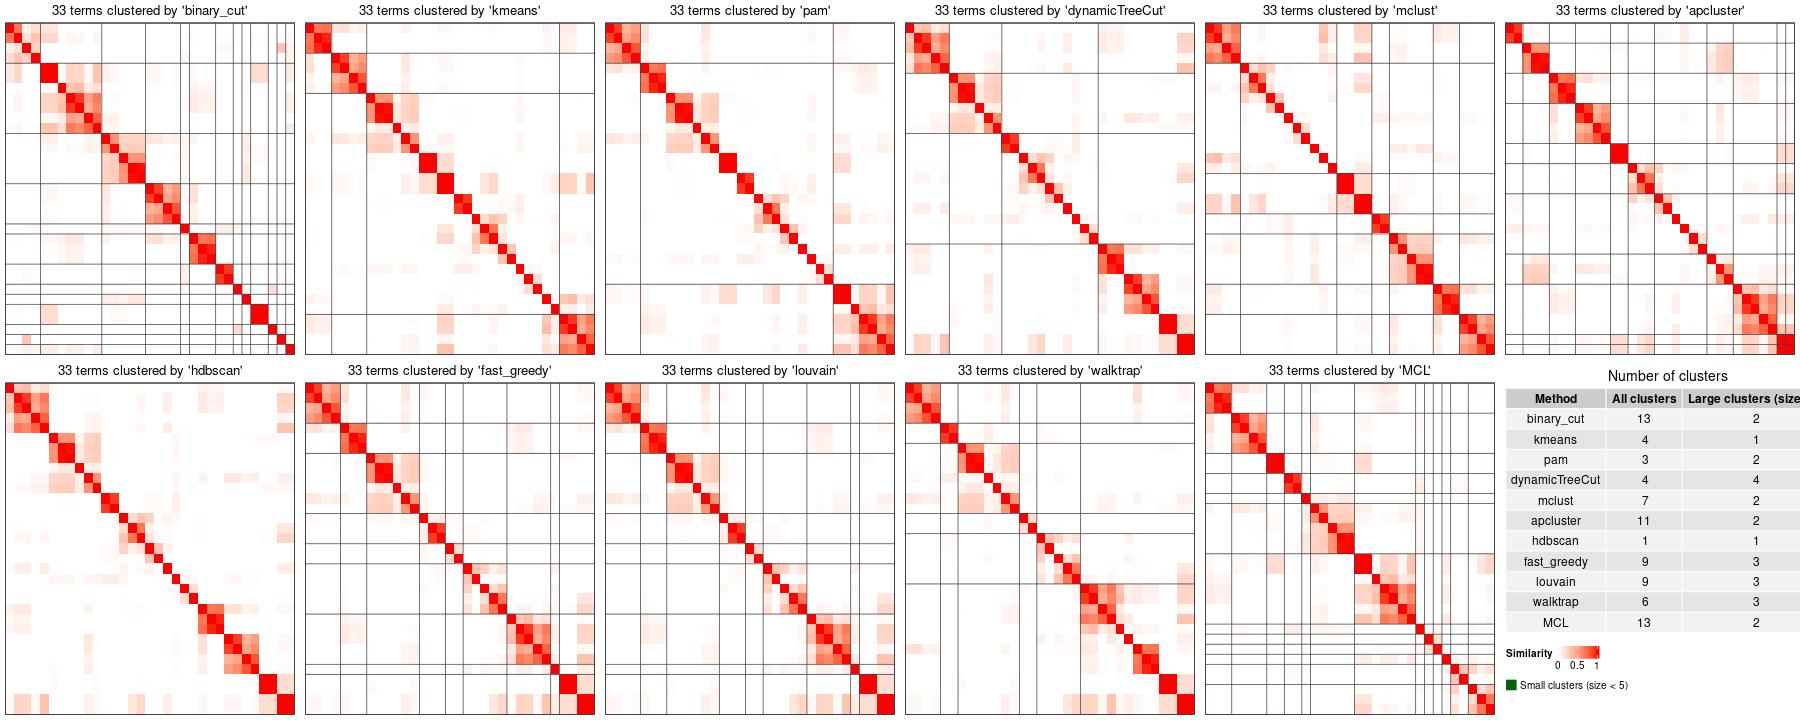 33 terms clustered by 'binary_cut'
33 terms clustered by 'kmeans'
33 terms clustered by 'pam'
33 terms clustered by 'dynamicTreeCut'
33 terms clustered by 'mclust'
33 terms clustered by 'apcluster'
33 terms clustered by 'hdbscan'
33 terms clustered by 'fast_greedy'
33 terms clustered by 'louvain'
33 terms clustered by 'walktrap'
33 terms clustered by 'MCL'
Number of clusters
Method All clusters Large clusters (size
binary_cut 13 2
kmeans 4 1
pam 3 2
dynamicTreeCut 4 4
mclust 7 2
apcluster 11 2
hdbscan 1 1
fast_greedy 9 3
louvain 9 3
walktrap 6 3
MCL 13 2
Similarity
0 0.5 1
Small clusters (size < 5)